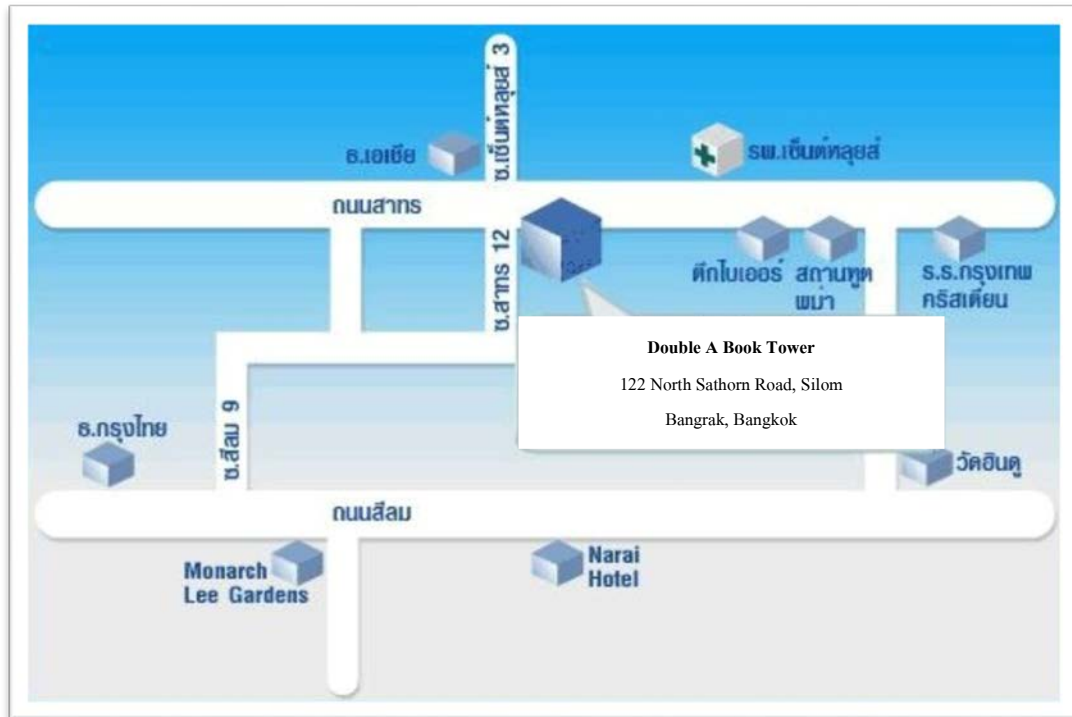 ซ.เซ็นต์หลุยส์ 3
ธ.เอเชีย
รพ.เซ็นต์หลุยส์
ถนนสาทร
ซ.สาทร 12
ตึกไบเออร์
สถานทูต
พม่า
ร.ร.กรุงเทพ
คริสเตียน
Double A Book Tower
122 North Sathorn Road, Silom
Bangrak, Bangkok
ซ.สีลม 9
ธ.กรุงไทย
วัดฮินดู
ถนนสีลม
Monarch
Lee Gardens
Narai
Hotel